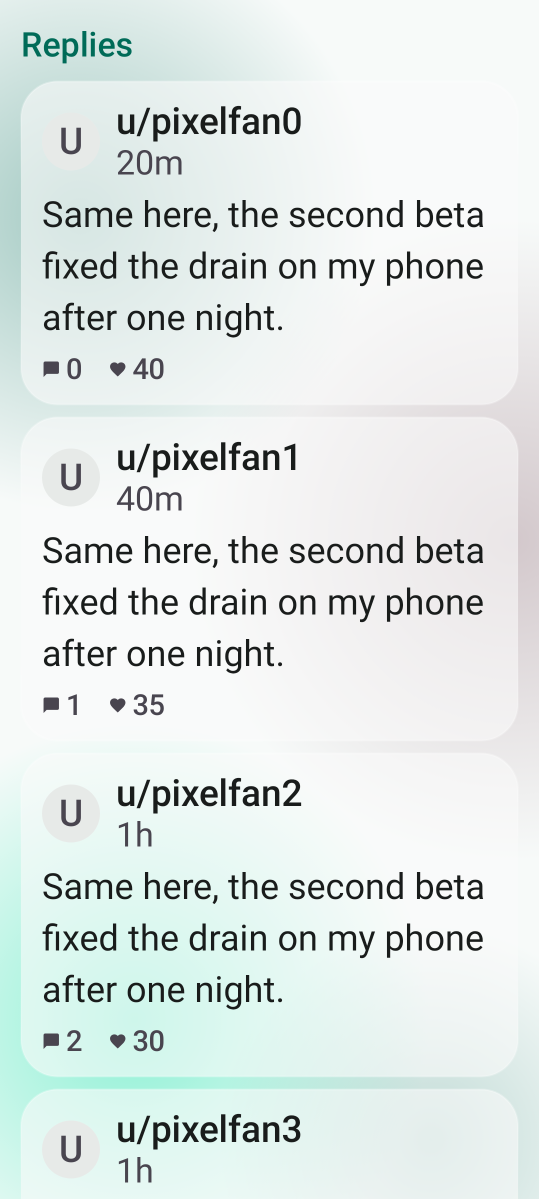 Replies
U
u/pixelfan0
20m
Same here, the second beta
fixed the drain on my phone
after one night.
0 40
U
u/pixelfan1
40m
Same here, the second beta
fixed the drain on my phone
after one night.
1 35
U
u/pixelfan2
1h
Same here, the second beta
fixed the drain on my phone
after one night.
2 30
U
u/pixelfan3
1h